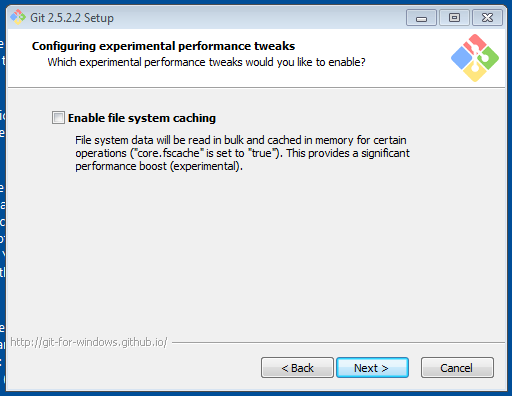 Git 2.5.2.2 Setup
Configuring experimental performance tweaks
Which experimental performance tweaks would you like to enable?
Enable file system caching
File system data will be read in bulk and cached in memory for certain
operations ("core.fscache" is set to "true"). This provides a significant
performance boost (experimental).
http://git-for-windows.github.io/
< Back
Next >
Cancel